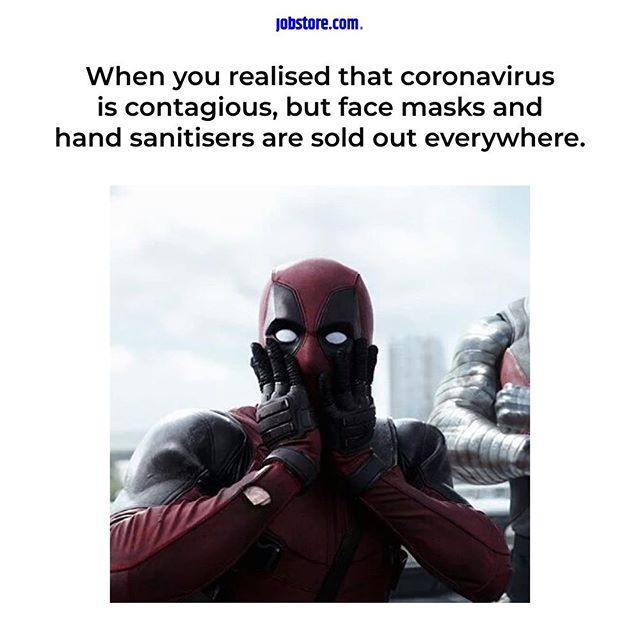 jobstore.com.
When you realised that coronavirus
is contagious, but face masks and
hand sanitisers are sold out everywhere.